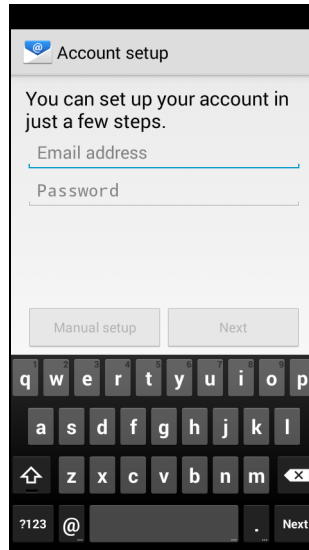 Account setup
You can set up your account in
just a few steps.
Email address
Password
Manual setup Next
1 2 3 4 5 6 7 8 9
q w e r t y u i o p
a s d f g h j k l
z x c v b n m
?123 @ . Next